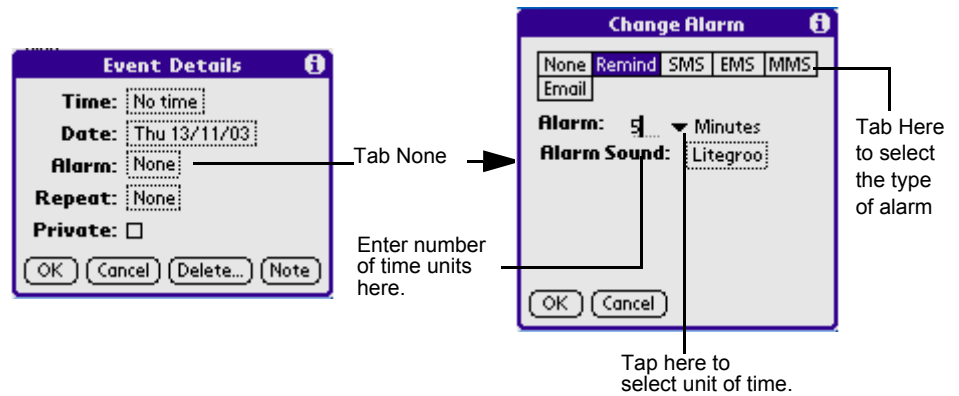 Event Details
Time: No time
Date: Thu 13/11/03
Alarm: None
Repeat: None
Private:
OK Cancel Delete... Note
Tab None
Enter number
of time units
here.
Change Alarm
None Remind SMS EMS MMS
Email
Alarm: 5 Minutes
Alarm Sound: Litegroo
OK Cancel
Tab Here
to select
the type
of alarm
Tap here to
select unit of time.